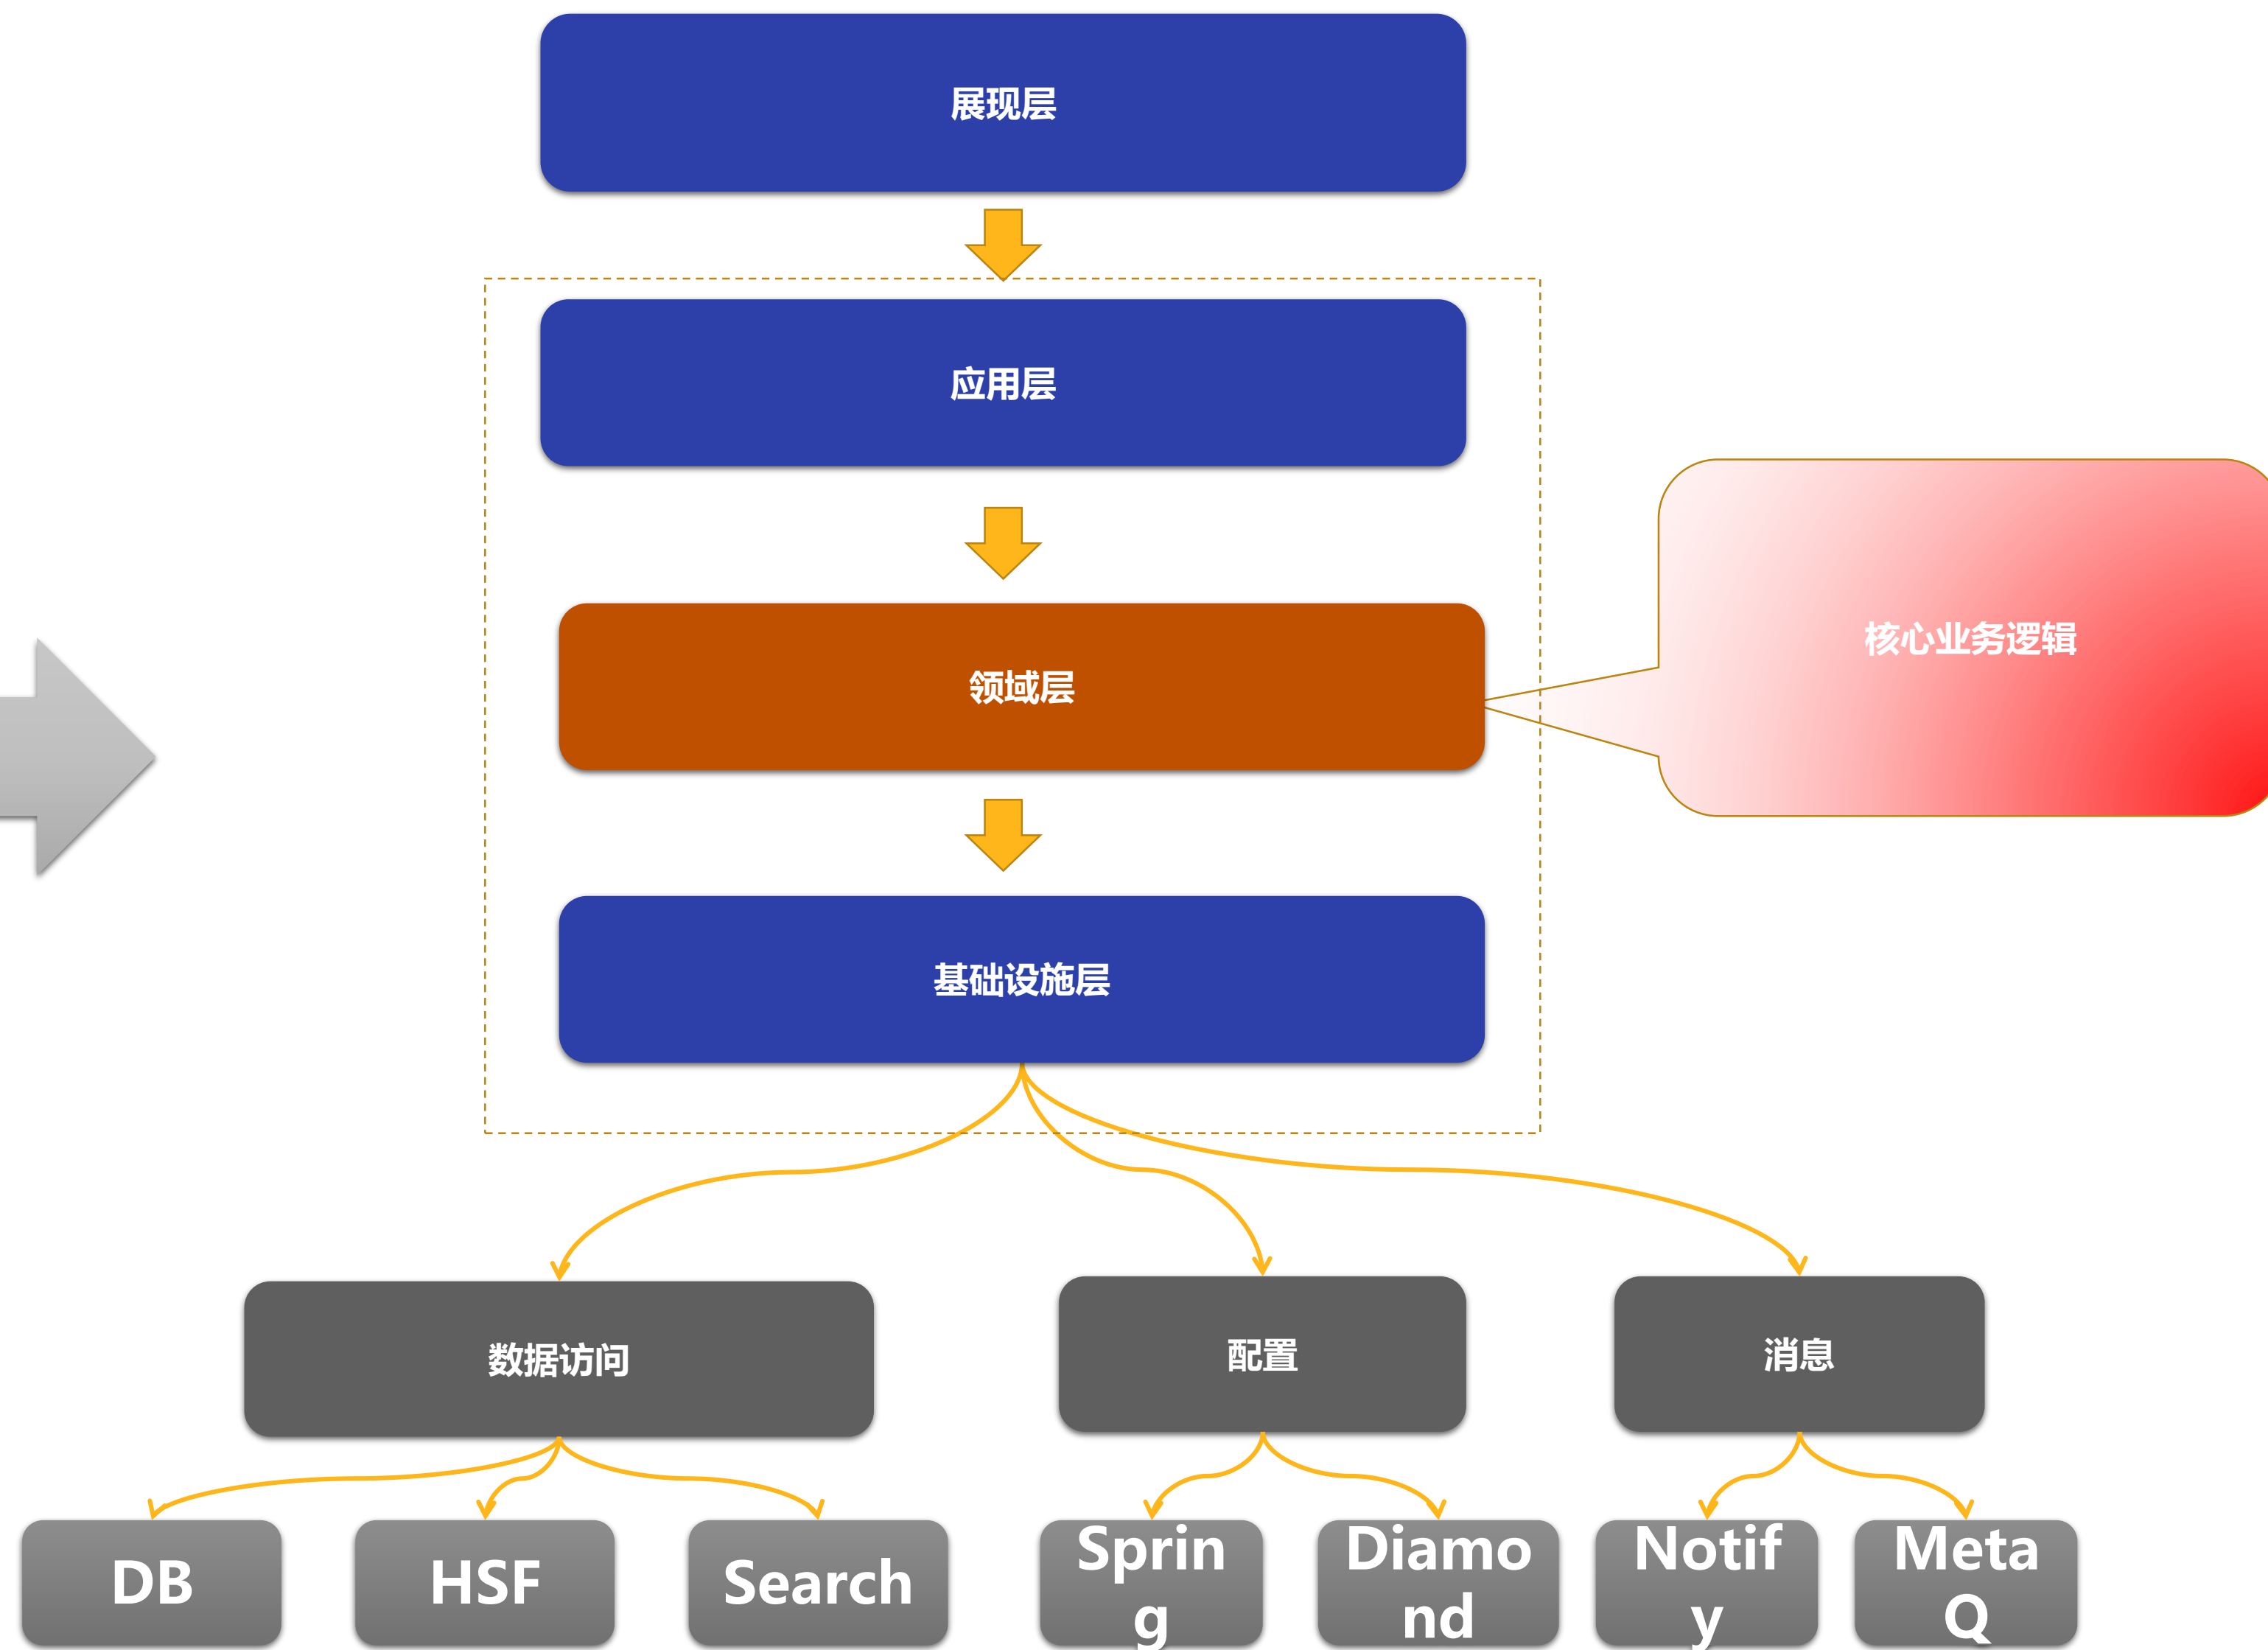 展现层
应用层
核心业务逻辑
领域层
基础设施层
数据访问
配置
消息
DB
HSF
Search
Sprin
g
Diamo
nd
Notif
y
Meta
Q